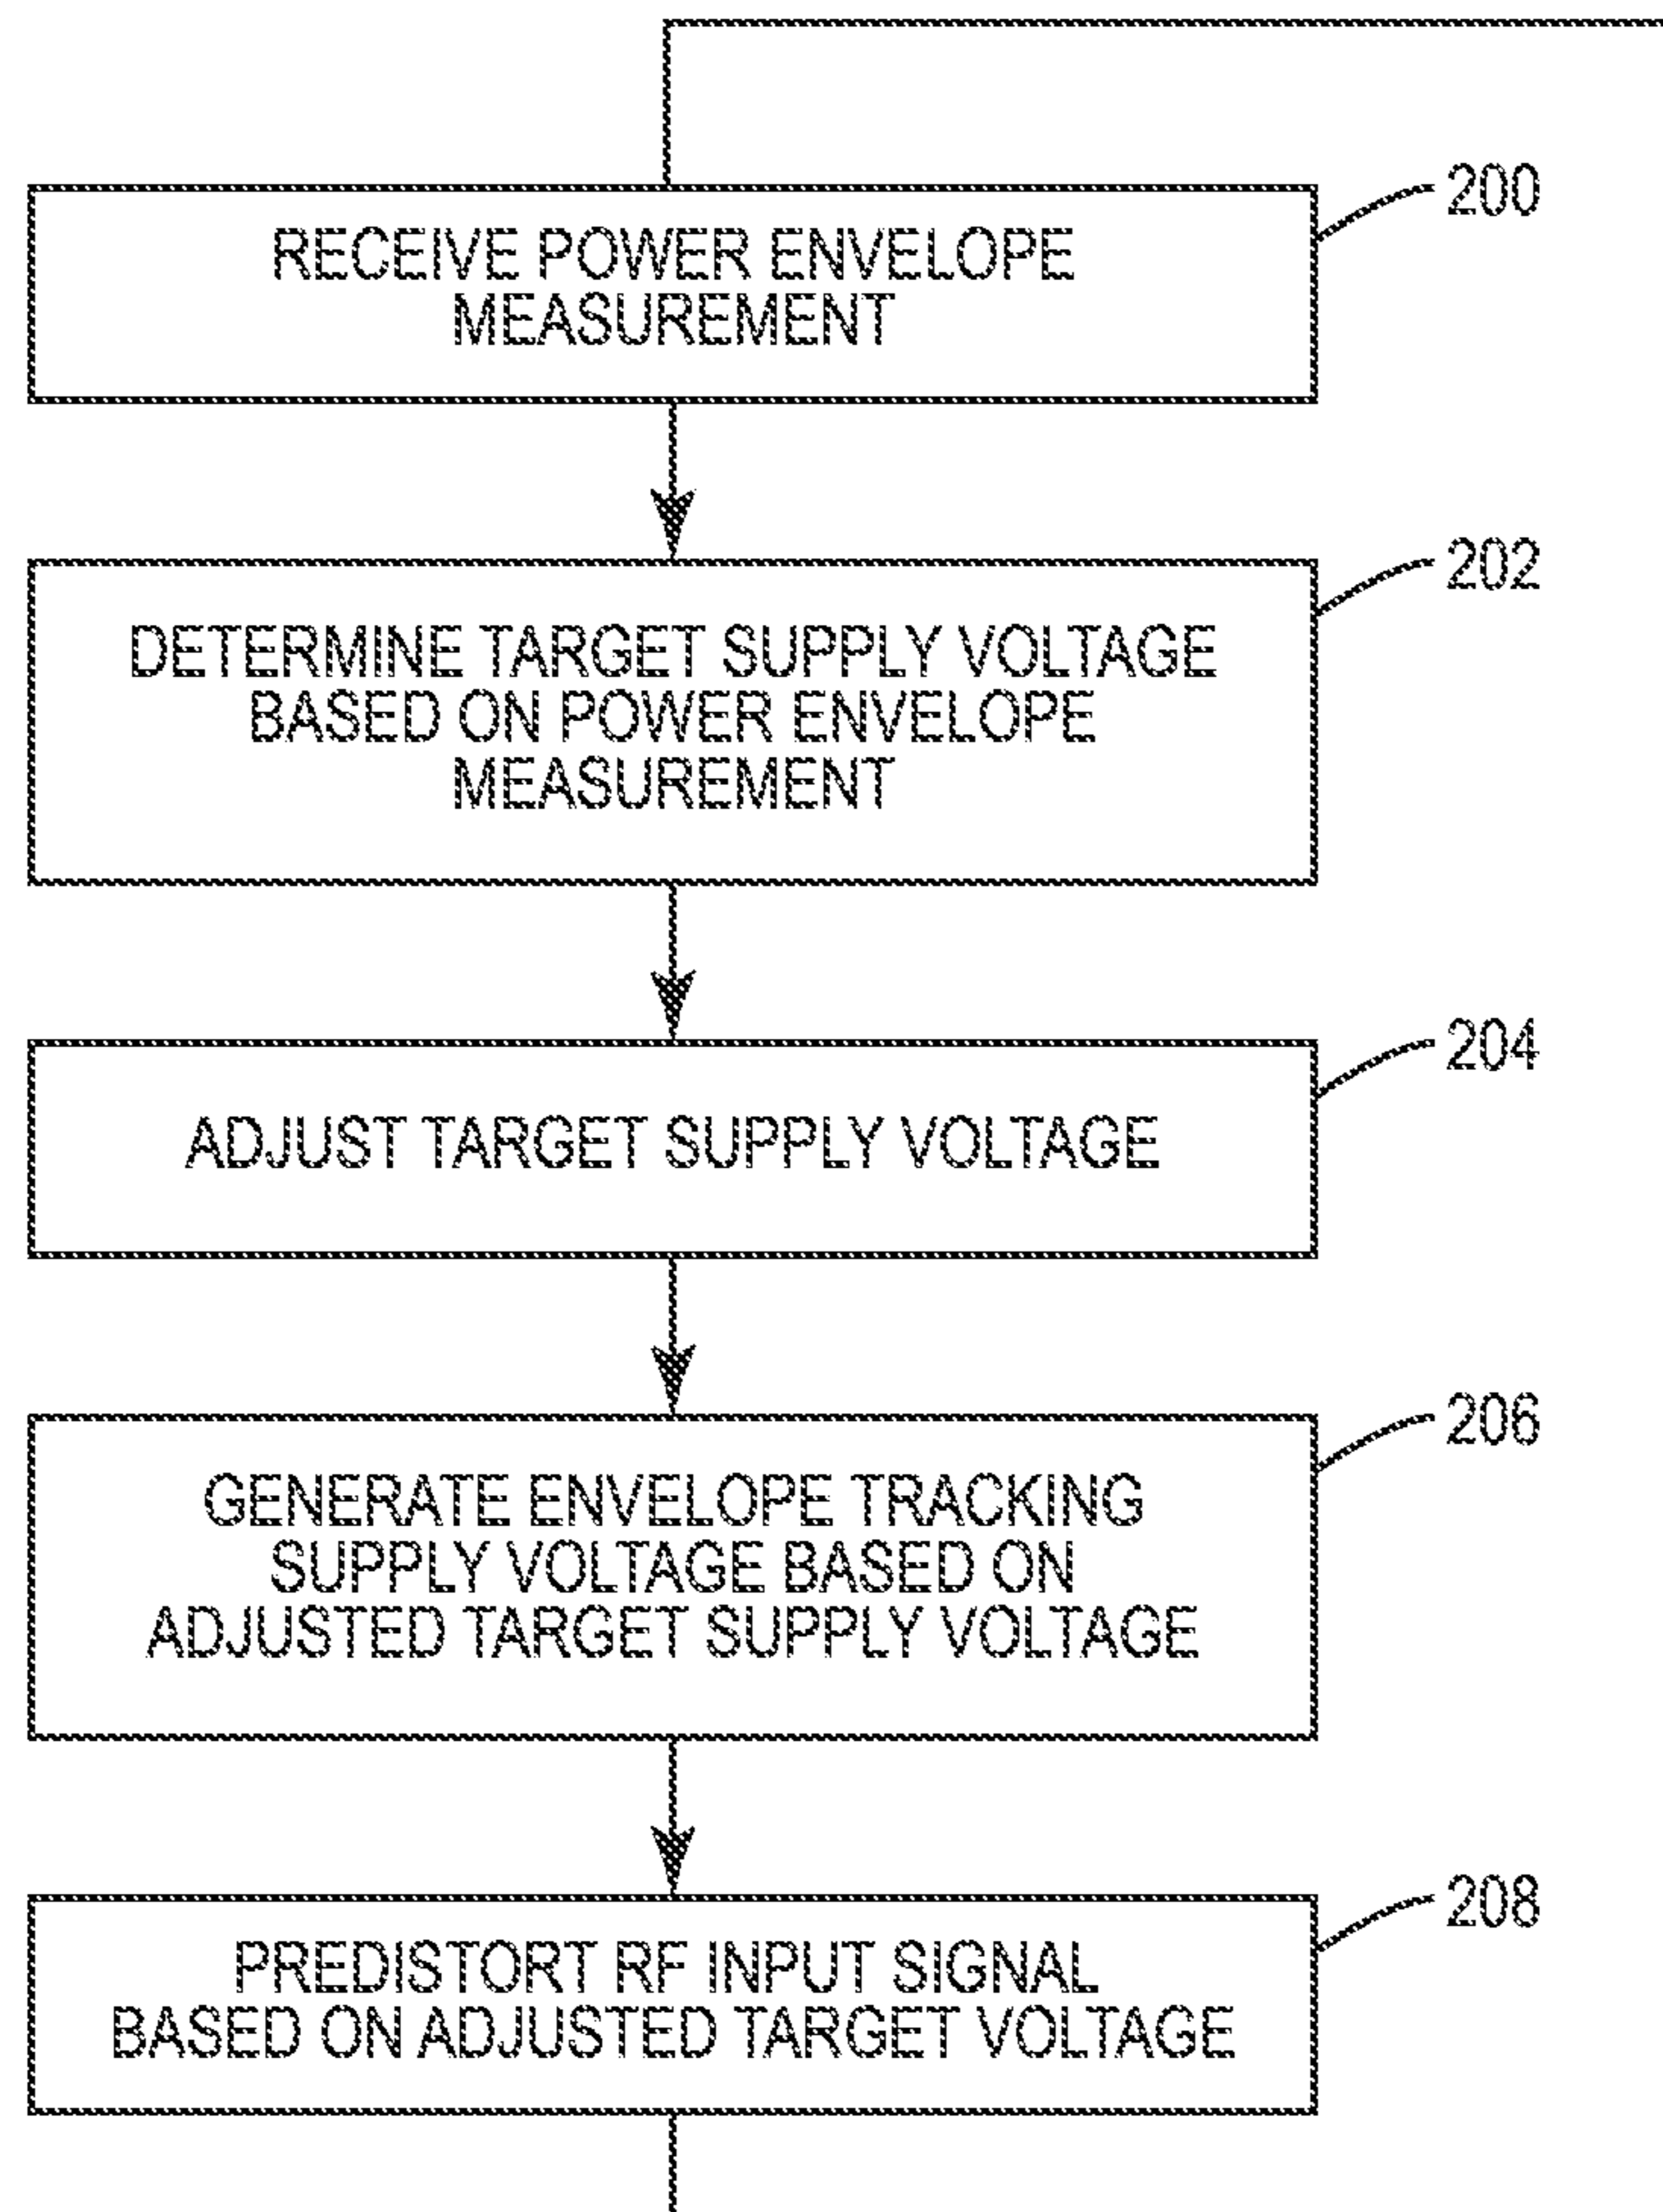 200
RECEIVE POWER ENVELOPE
MEASUREMENT
202
DETERMINE TARGET SUPPLY VOLTAGE
BASED ON POWER ENVELOPE
MEASUREMENT
204
ADJUST TARGET SUPPLY VOLTAGE
206
GENERATE ENVELOPE TRACKING
SUPPLY VOLTAGE BASED ON
ADJUSTED TARGET SUPPLY VOLTAGE
208
PREDISTORT RF INPUT SIGNAL
BASED ON ADJUSTED TARGET VOLTAGE